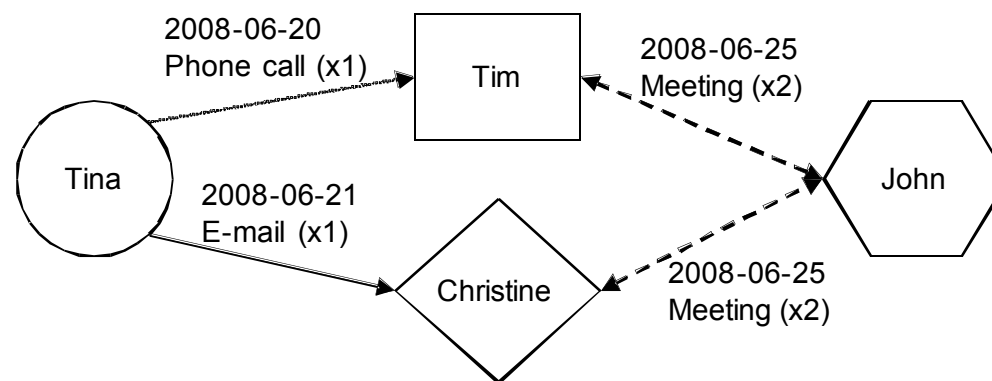 2008-06-20
Phone call (x1)
Tim
2008-06-25
Meeting (x2)
Tina
John
2008-06-21
E-mail (x1)
Christine
2008-06-25
Meeting (x2)